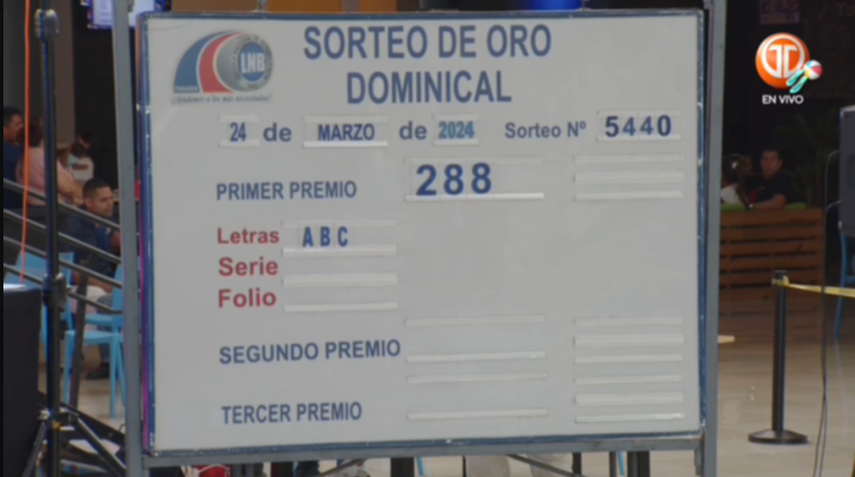 SORTEO DE ORO
DOMINICAL
LNB
24 de MARZO de 2024 Sorteo Nº 5440
PRIMER PREMIO 288
Letras A B C
Serie
Folio
SEGUNDO PREMIO
TERCER PREMIO
EN VIVO